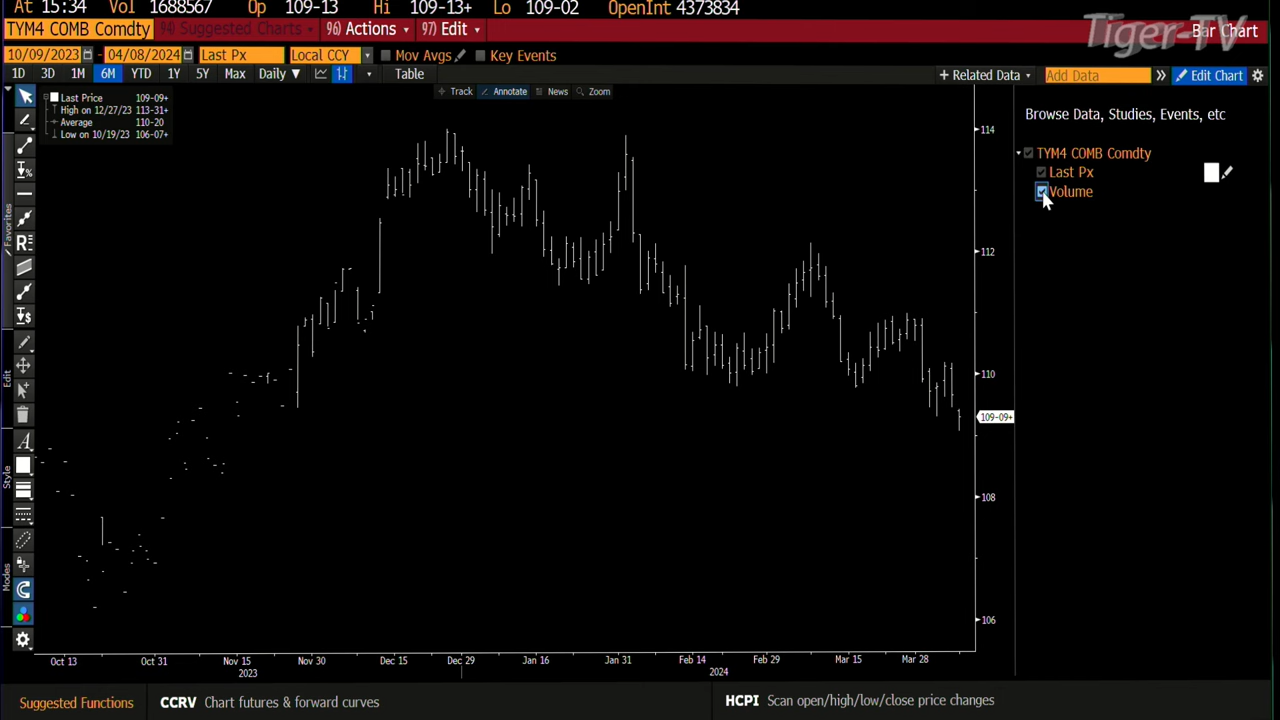 At 15:34 Vol 1688567 Op 109-13 Hi 109-13+ Lo 109-02 OpenInt 4373834
TYM4 COMB Comdty 94) Suggested Charts 96) Actions 97) Edit Bar Chart
Tiger-TV
10/09/2023 - 04/08/2024 Last Px Local CCY Mov Avgs Key Events
1D 3D 1M 6M YTD 1Y 5Y Max Daily ▼ Table + Related Data Add Data » Edit Chart
Track Annotate News Zoom
Last Price 109-09+
High on 12/27/23 113-31+
Average 110-20
Low on 10/19/23 106-07+
Browse Data, Studies, Events, etc
TYM4 COMB Comdty
Last Px
Volume
Favorites
Edit
Style
Modes
114
112
110
109-09+
108
106
Oct 13 Oct 31 Nov 15 Nov 30 Dec 15 Dec 29 Jan 16 Jan 31 Feb 14 Feb 29 Mar 15 Mar 28
2023 2024
Suggested Functions CCRV Chart futures & forward curves HCPI Scan open/high/low/close price changes